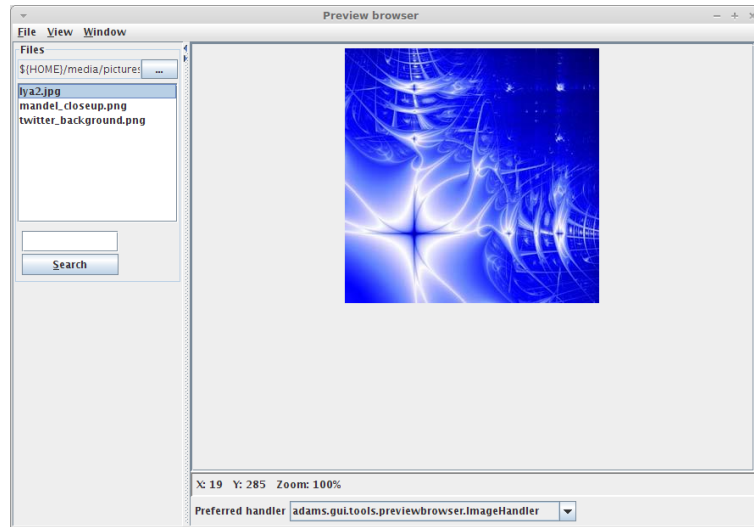 Preview browser
File View Window
Files
${HOME}/media/pictures
...
lya2.jpg
mandel_closeup.png
twitter_background.png
Search
X: 19 Y: 285 Zoom: 100%
Preferred handler adams.gui.tools.previewbrowser.ImageHandler